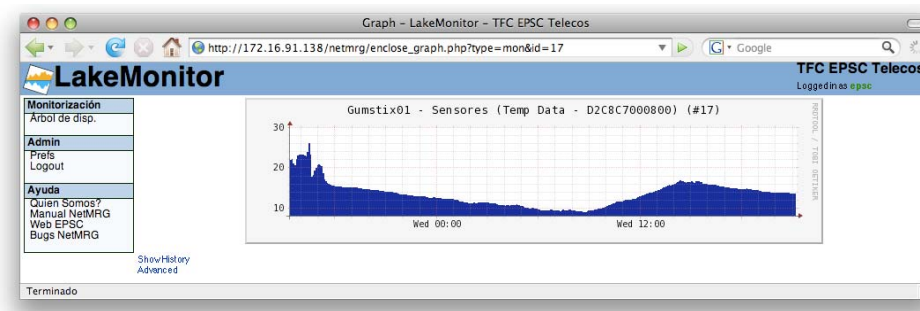 Graph – LakeMonitor – TFC EPSC Telecos
http://172.16.91.138/netmrg/enclose_graph.php?type=mon&id=17
Google
LakeMonitor
TFC EPSC Telecos
Logged in as epsc
Monitorización
Árbol de disp.
Admin
Prefs
Logout
Ayuda
Quien Somos?
Manual NetMRG
Web EPSC
Bugs NetMRG
Gumstix01 - Sensores (Temp Data - D2C8C7000800) (#17)
30
20
10
Wed 00:00
Wed 12:00
RRDTOOL / TOBI OETIKER
Show History
Advanced
Terminado